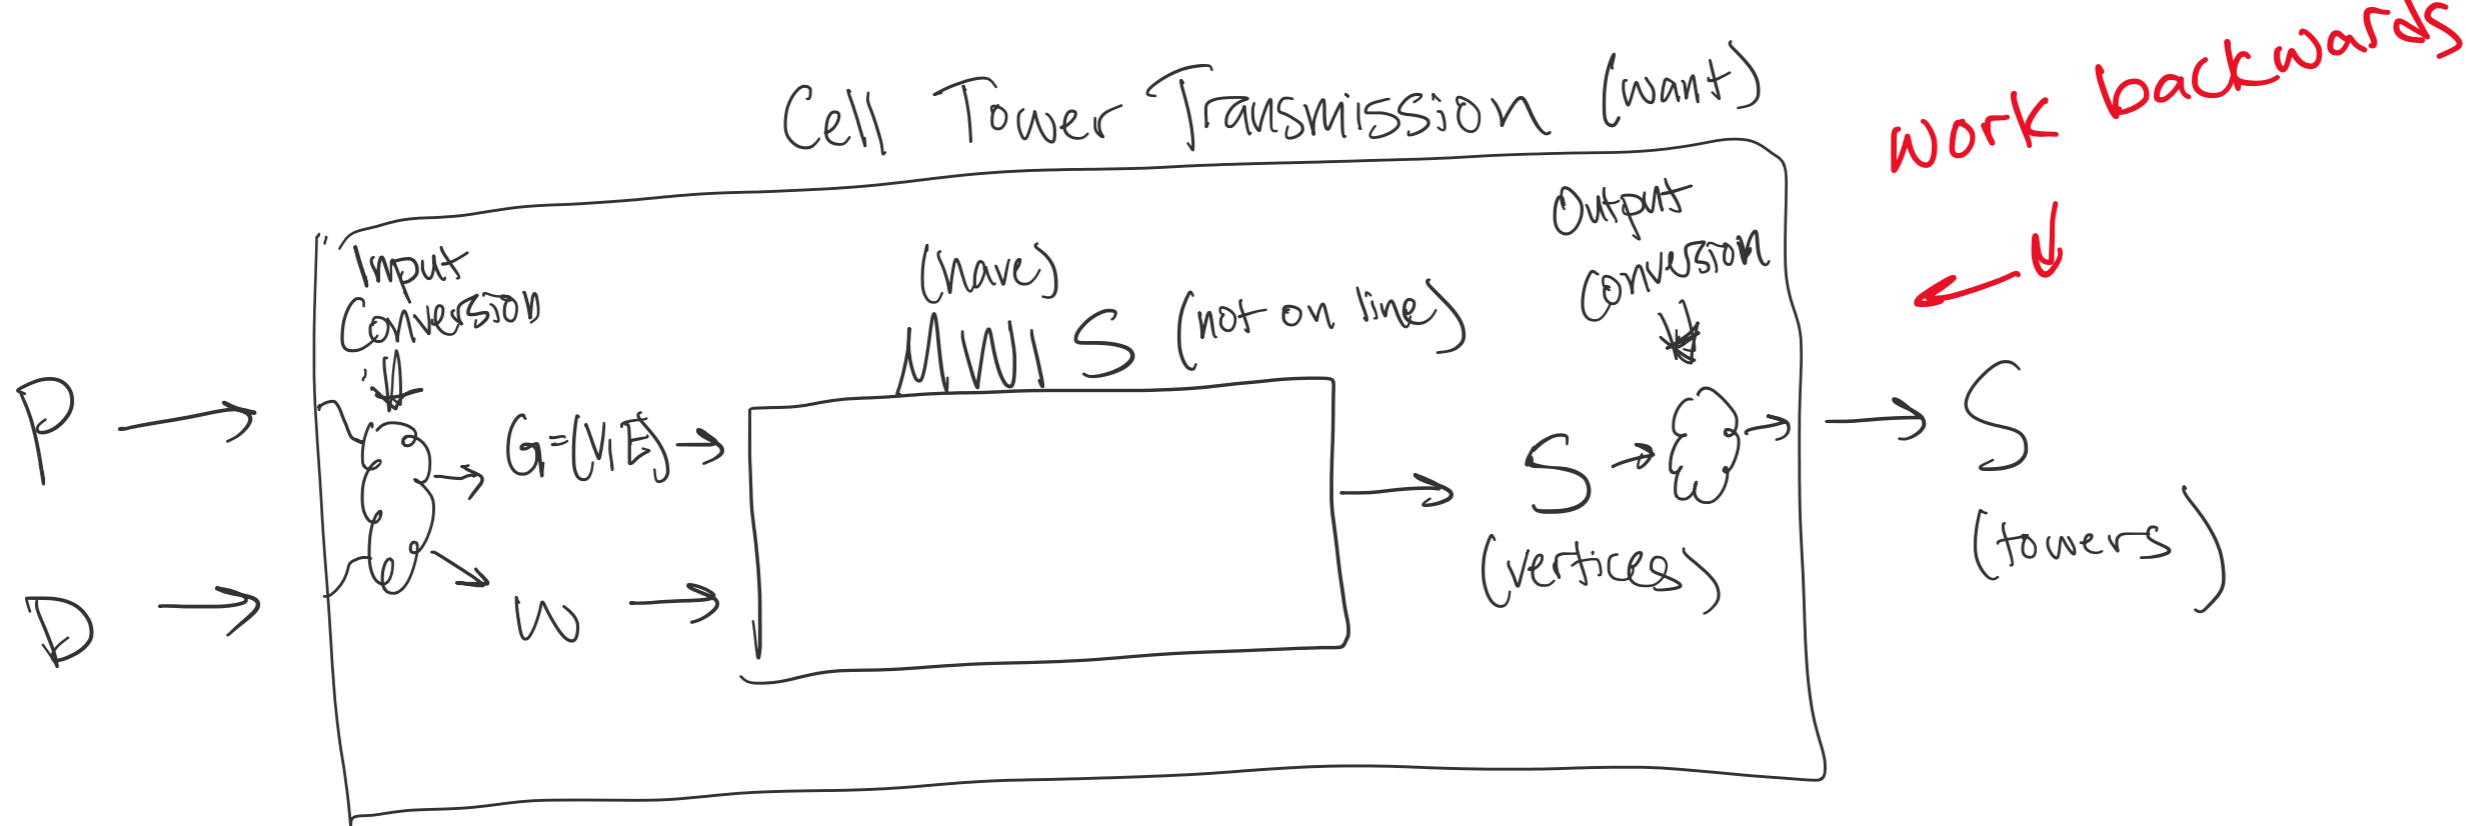 Cell Tower Transmission (want)
work backwards
Input
Conversion
(have)
MWIS (not on line)
Output
Conversion
P
D
G=(V,E)
W
S
(vertices)
S
(towers)